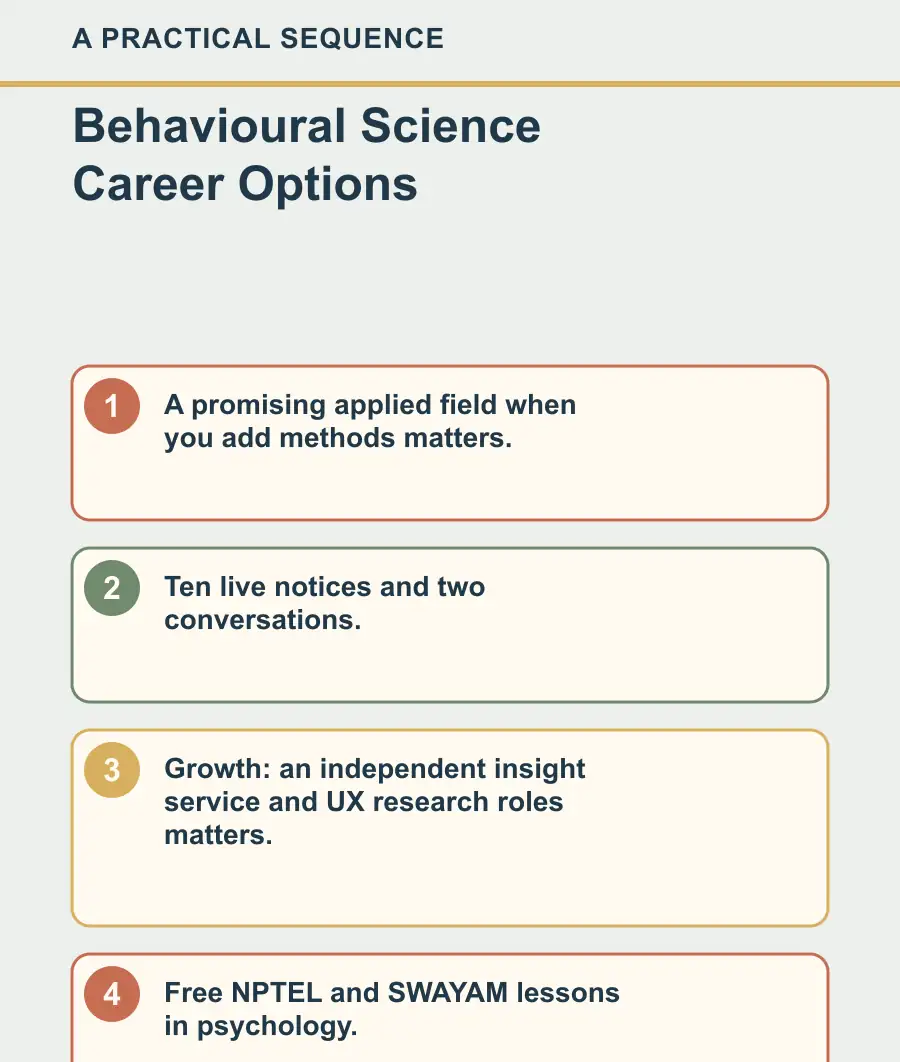 A PRACTICAL SEQUENCE
Behavioural Science
Career Options
1
A promising applied field when
you add methods matters.
2
Ten live notices and two
conversations.
3
Growth: an independent insight
service and UX research roles
matters.
4
Free NPTEL and SWAYAM lessons
in psychology.